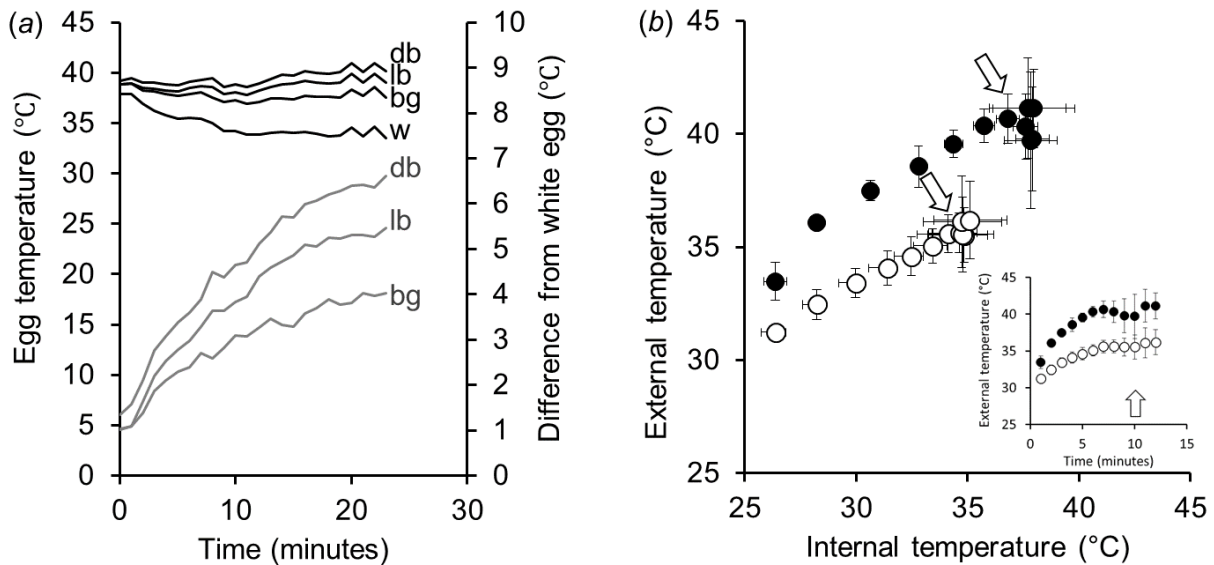 (a)
Egg temperature (°C)
45
40
35
30
25
20
15
10
5
0
db
lb
bg
w
db
lb
bg
10
9
8
7
6
5
4
3
2
1
0
Difference from white egg (°C)
0
10
20
30
Time (minutes)
(b)
External temperature (°C)
45
40
35
30
25
25
30
35
40
45
Internal temperature (°C)
External temperature (°C)
45
40
35
30
25
0
5
10
15
Time (minutes)